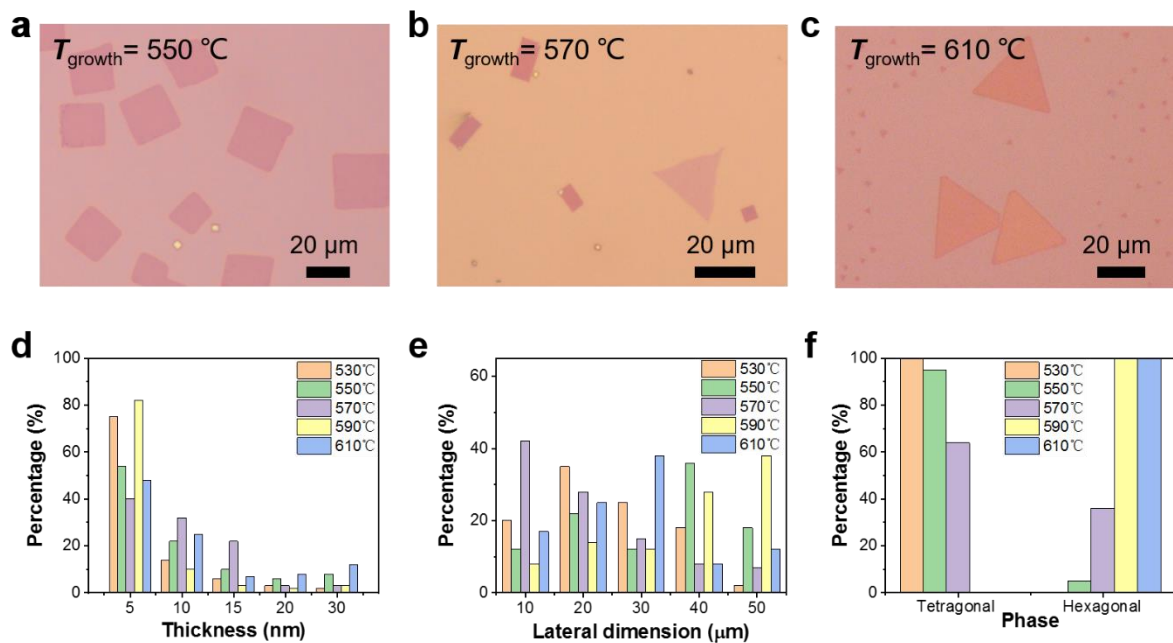 a
T growth = 550 ℃
20 μm
b
T growth = 570 ℃
20 μm
c
T growth = 610 ℃
20 μm
d
Percentage (%)
100
80
60
40
20
0
530℃
550℃
570℃
590℃
610℃
5 10 15 20 30
Thickness (nm)
e
Percentage (%)
60
40
20
0
530℃
550℃
570℃
590℃
610℃
10 20 30 40 50
Lateral dimension (μm)
f
Percentage (%)
100
80
60
40
20
0
530℃
550℃
570℃
590℃
610℃
Tetragonal Hexagonal
Phase